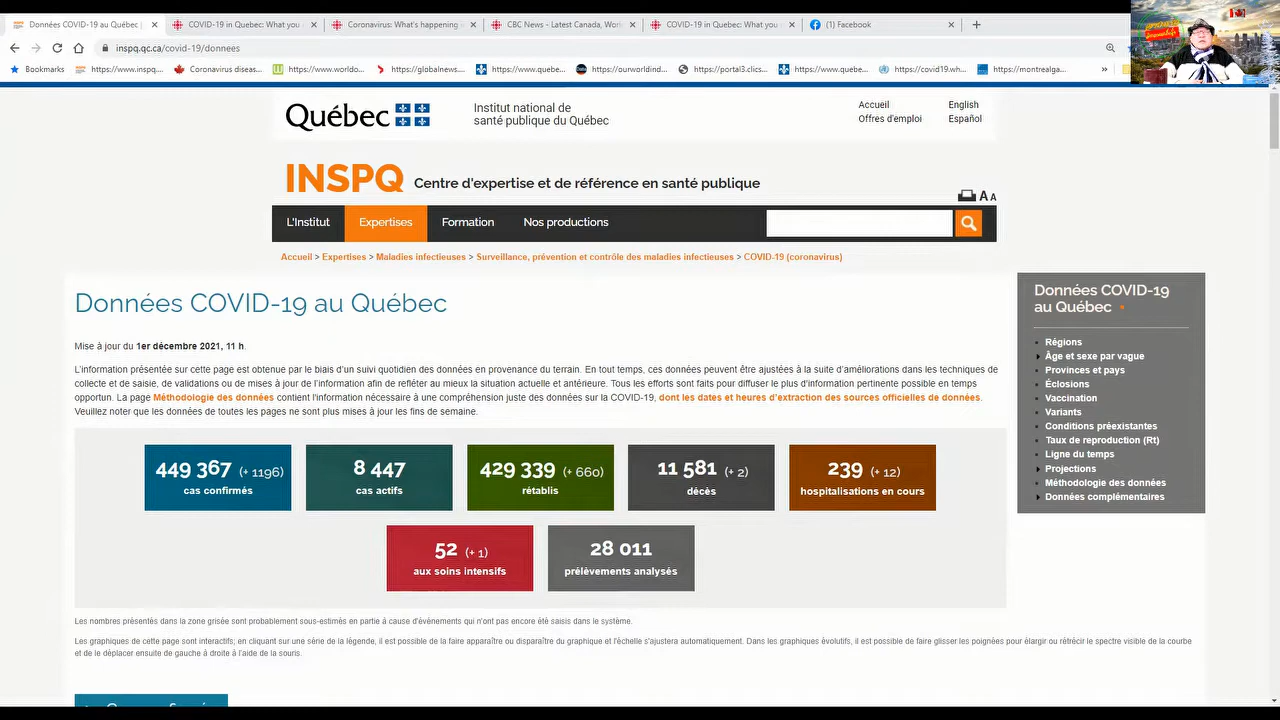 Données COVID-19 au Québec
COVID-19 in Quebec: What you
Coronavirus: What's happening
CBC News - Latest Canada, Wor
COVID-19 in Quebec: What you
(1) Facebook
inspq.qc.ca/covid-19/donnees
Bookmarks
https://www.inspq....
Coronavirus diseas...
https://www.worldo...
https://globalnews....
https://www.quebe...
https://ourworldind...
https://portal3.clics...
https://www.quebe...
https://covid19.wh...
https://montrealga...
Québec
Institut national de
santé publique du Québec
Accueil
English
Offres d'emploi
Español
INSPQ
Centre d'expertise et de référence en santé publique
A A
L'Institut
Expertises
Formation
Nos productions
Accueil > Expertises > Maladies infectieuses > Surveillance, prévention et contrôle des maladies infectieuses > COVID-19 (coronavirus)
Données COVID-19 au Québec
Mise à jour du 1er décembre 2021, 11 h.
L'information présentée sur cette page est obtenue par le biais d'un suivi quotidien des données en provenance du terrain. En tout temps, ces données peuvent être ajustées à la suite d'améliorations dans les techniques de
collecte et de saisie, de validations ou de mises à jour de l'information afin de refléter au mieux la situation actuelle et antérieure. Tous les efforts sont faits pour diffuser le plus d'information pertinente possible en temps
opportun. La page Méthodologie des données contient l'information nécessaire à une compréhension juste des données sur la COVID-19, dont les dates et heures d'extraction des sources officielles de données.
Veuillez noter que les données de toutes les pages ne sont plus mises à jour les fins de semaine.
449 367 (+ 1196)
cas confirmés
8 447
cas actifs
429 339 (+ 660)
rétablis
11 581 (+ 2)
décès
239 (+ 12)
hospitalisations en cours
52 (+ 1)
aux soins intensifs
28 011
prélèvements analysés
Les nombres présentés dans la zone grisée sont probablement sous-estimés en partie à cause d'événements qui n'ont pas encore été saisis dans le système.
Les graphiques de cette page sont interactifs; en cliquant sur une série de la légende, il est possible de la faire apparaître ou disparaître du graphique et l'échelle s'ajustera automatiquement. Dans les graphiques évolutifs, il est possible de faire glisser les poignées pour élargir ou rétrécir le spectre visible de la courbe
et de le déplacer ensuite de gauche à droite à l'aide de la souris.
Données COVID-19
au Québec
Régions
Âge et sexe par vague
Provinces et pays
Éclosions
Vaccination
Variants
Conditions préexistantes
Taux de reproduction (Rt)
Ligne du temps
Projections
Méthodologie des données
Données complémentaires